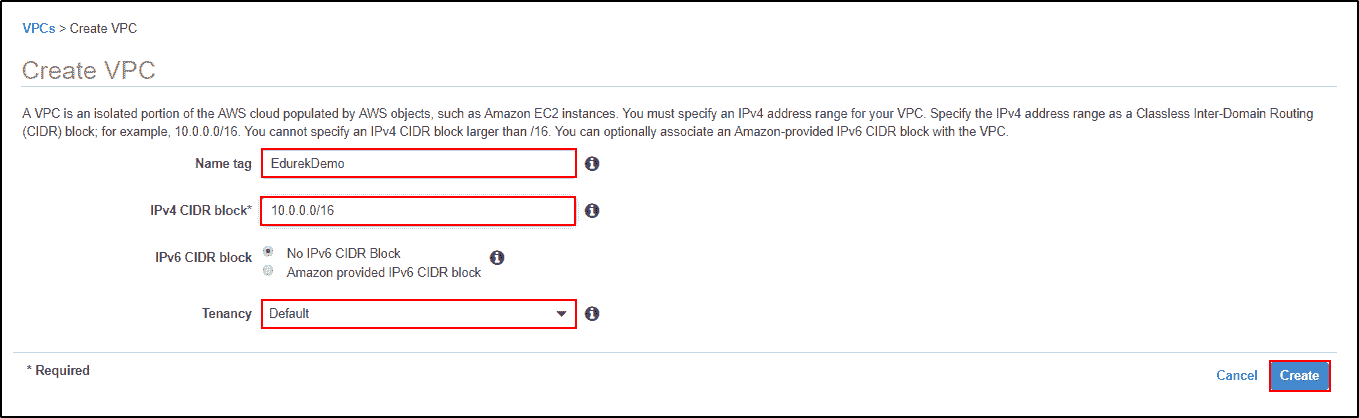 VPCs > Create VPC
Create VPC
A VPC is an isolated portion of the AWS cloud populated by AWS objects, such as Amazon EC2 instances. You must specify an IPv4 address range for your VPC. Specify the IPv4 address range as a Classless Inter-Domain Routing
(CIDR) block; for example, 10.0.0.0/16. You cannot specify an IPv4 CIDR block larger than /16. You can optionally associate an Amazon-provided IPv6 CIDR block with the VPC.
Name tag EdurekDemo
IPv4 CIDR block* 10.0.0.0/16
IPv6 CIDR block No IPv6 CIDR Block
Amazon provided IPv6 CIDR block
Tenancy Default
* Required
Cancel Create